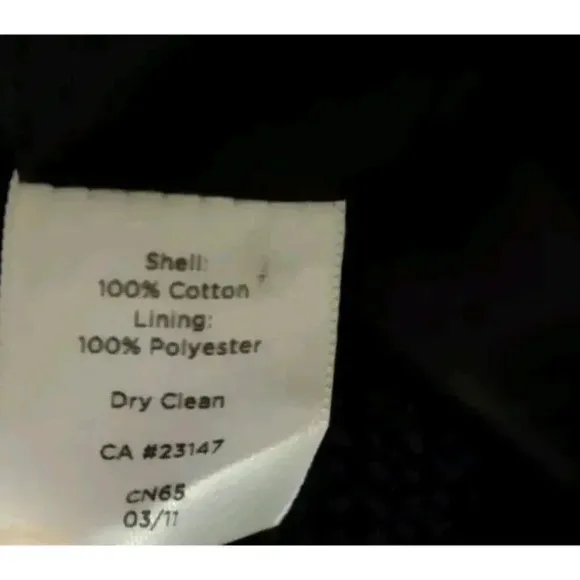 Shell:
100% Cotton
Lining:
100% Polyester
Dry Clean
CA #23147
CN65
03/11